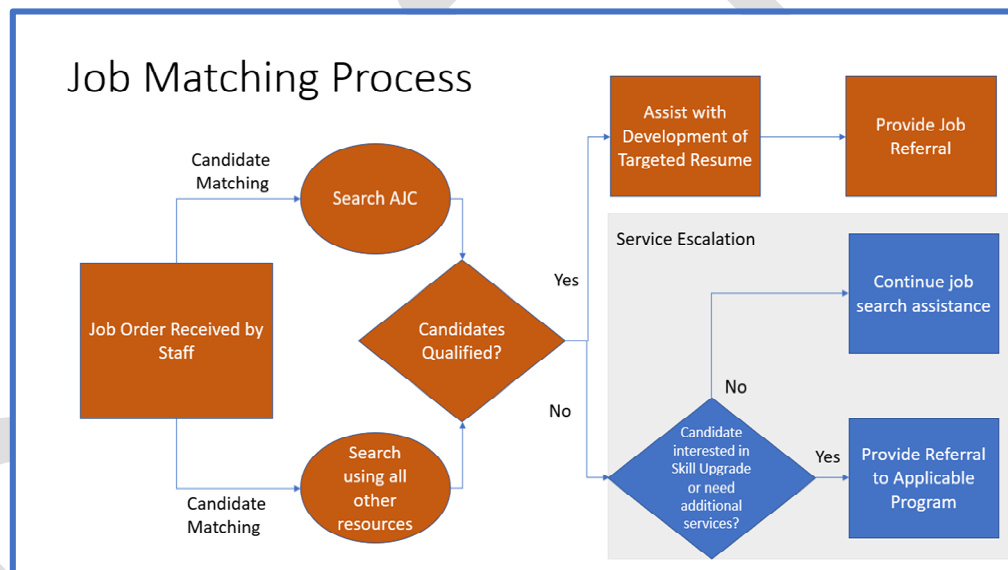 Job Matching Process
Candidate
Matching
Search AJC
Job Order Received by
Staff
Candidate
Matching
Search
using all
other
resources
Candidates
Qualified?
Yes
No
Assist with
Development of
Targeted Resume
Provide Job
Referral
Service Escalation
Continue job
search assistance
No
Candidate
interested in
Skill Upgrade
or need
additional
services?
Yes
Provide Referral
to Applicable
Program